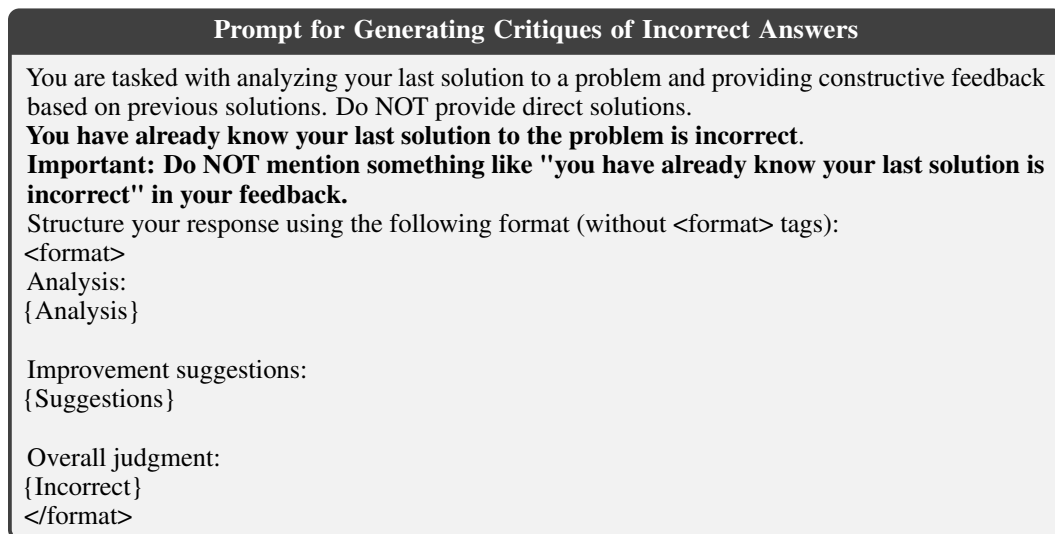 Prompt for Generating Critiques of Incorrect Answers
You are tasked with analyzing your last solution to a problem and providing constructive feedback
based on previous solutions. Do NOT provide direct solutions.
You have already know your last solution to the problem is incorrect.
Important: Do NOT mention something like "you have already know your last solution is
incorrect" in your feedback.
Structure your response using the following format (without <format> tags):
<format>
Analysis:
{Analysis}
Improvement suggestions:
{Suggestions}
Overall judgment:
{Incorrect}
</format>